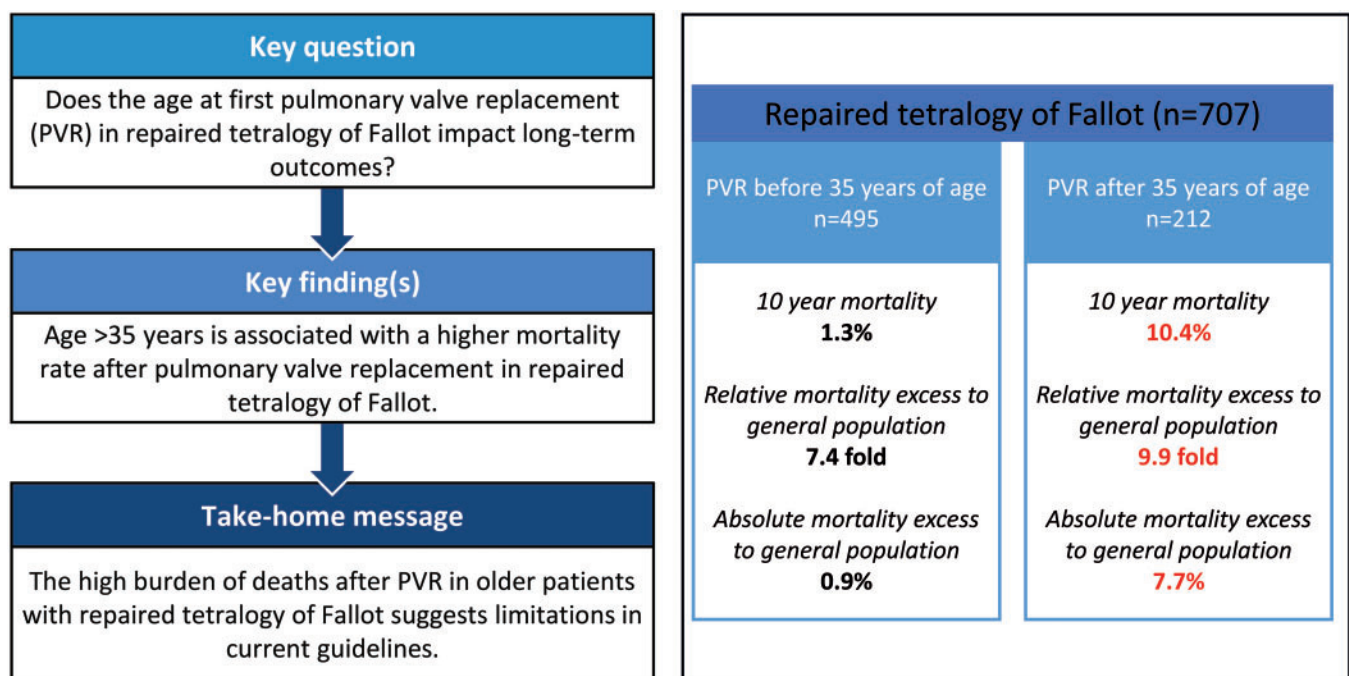 Key question
Does the age at first pulmonary valve replacement
(PVR) in repaired tetralogy of Fallot impact long-term
outcomes?
Key finding(s)
Age >35 years is associated with a higher mortality
rate after pulmonary valve replacement in repaired
tetralogy of Fallot.
Take-home message
The high burden of deaths after PVR in older patients
with repaired tetralogy of Fallot suggests limitations in
current guidelines.
Repaired tetralogy of Fallot (n=707)
PVR before 35 years of age
n=495
10 year mortality
1.3%
Relative mortality excess to
general population
7.4 fold
Absolute mortality excess
to general population
0.9%
PVR after 35 years of age
n=212
10 year mortality
10.4%
Relative mortality excess to
general population
9.9 fold
Absolute mortality excess
to general population
7.7%